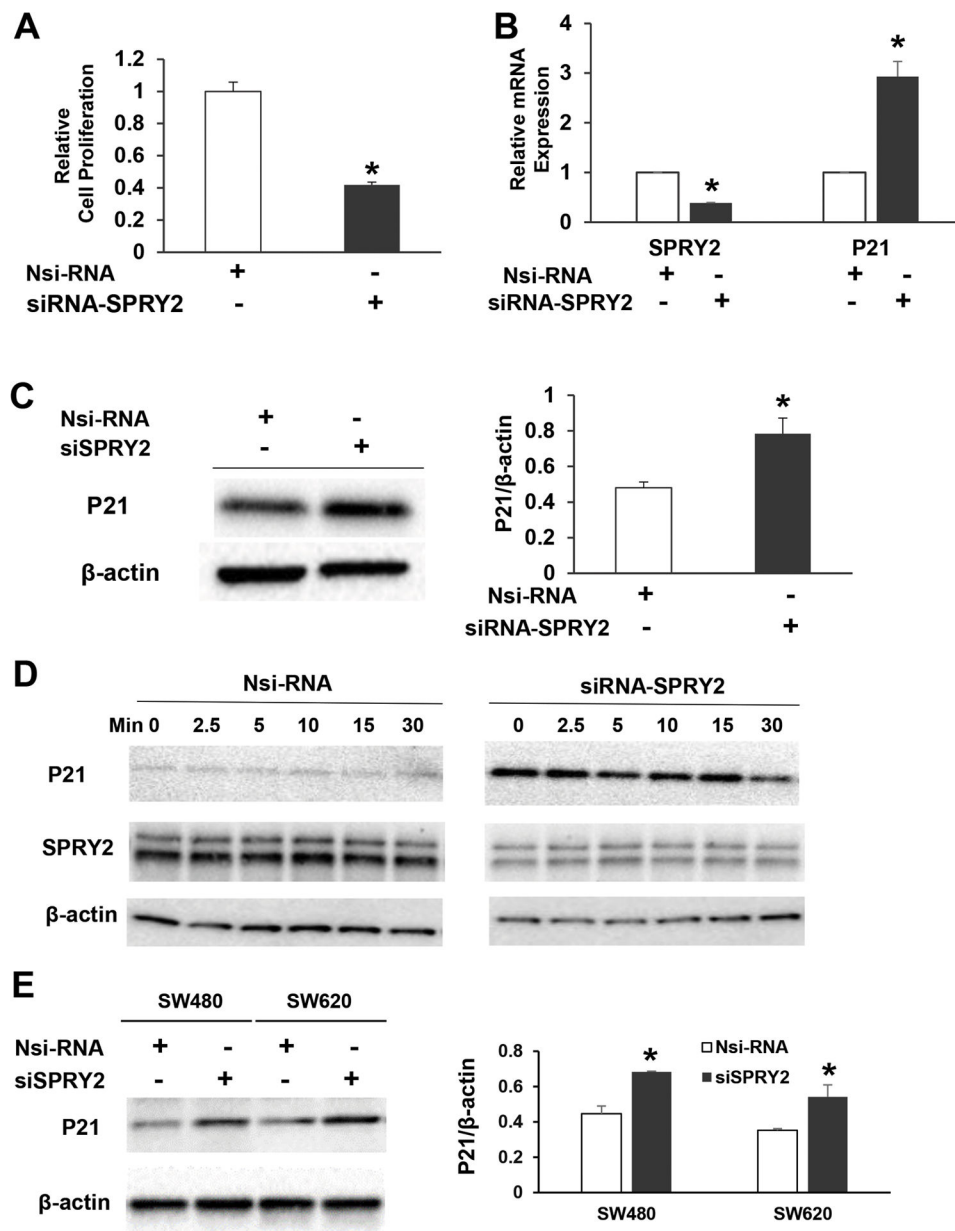 A
Relative
Cell Proliferation
1.2
1
0.8
0.6
0.4
0.2
0
*
Nsi-RNA + -
siRNA-SPRY2 - +
B
Relative mRNA
Expression
4
3
2
1
0
* *
SPRY2 P21
Nsi-RNA + - + -
siRNA-SPRY2 - + - +
C
Nsi-RNA + -
siSPRY2 - +
P21
β-actin
P21/β-actin
1
0.8
0.6
0.4
0.2
0
*
Nsi-RNA + -
siRNA-SPRY2 - +
D
Nsi-RNA siRNA-SPRY2
Min 0 2.5 5 10 15 30 0 2.5 5 10 15 30
P21
SPRY2
β-actin
E
SW480 SW620
Nsi-RNA + - + -
siSPRY2 - + - +
P21
β-actin
P21/β-actin
0.8
0.6
0.4
0.2
0
* *
Nsi-RNA
siSPRY2
SW480 SW620